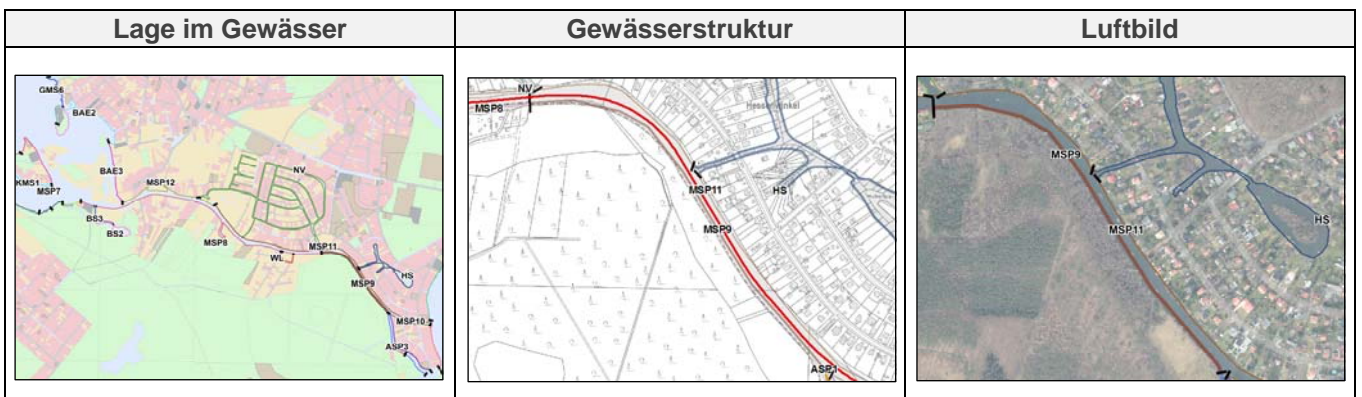 Lage im Gewässer
Gewässerstruktur
Luftbild
GMS6
BAE2
KMS1
MSP7
BAE3
MSP12
NV
BS3
BS2
MSP8
WL
MSP11
MSP9
HS
MSP10
ASP3
NV
MSP8
Hessenwinkel
MSP11
HS
MSP9
ASP1
MSP9
MSP11
HS